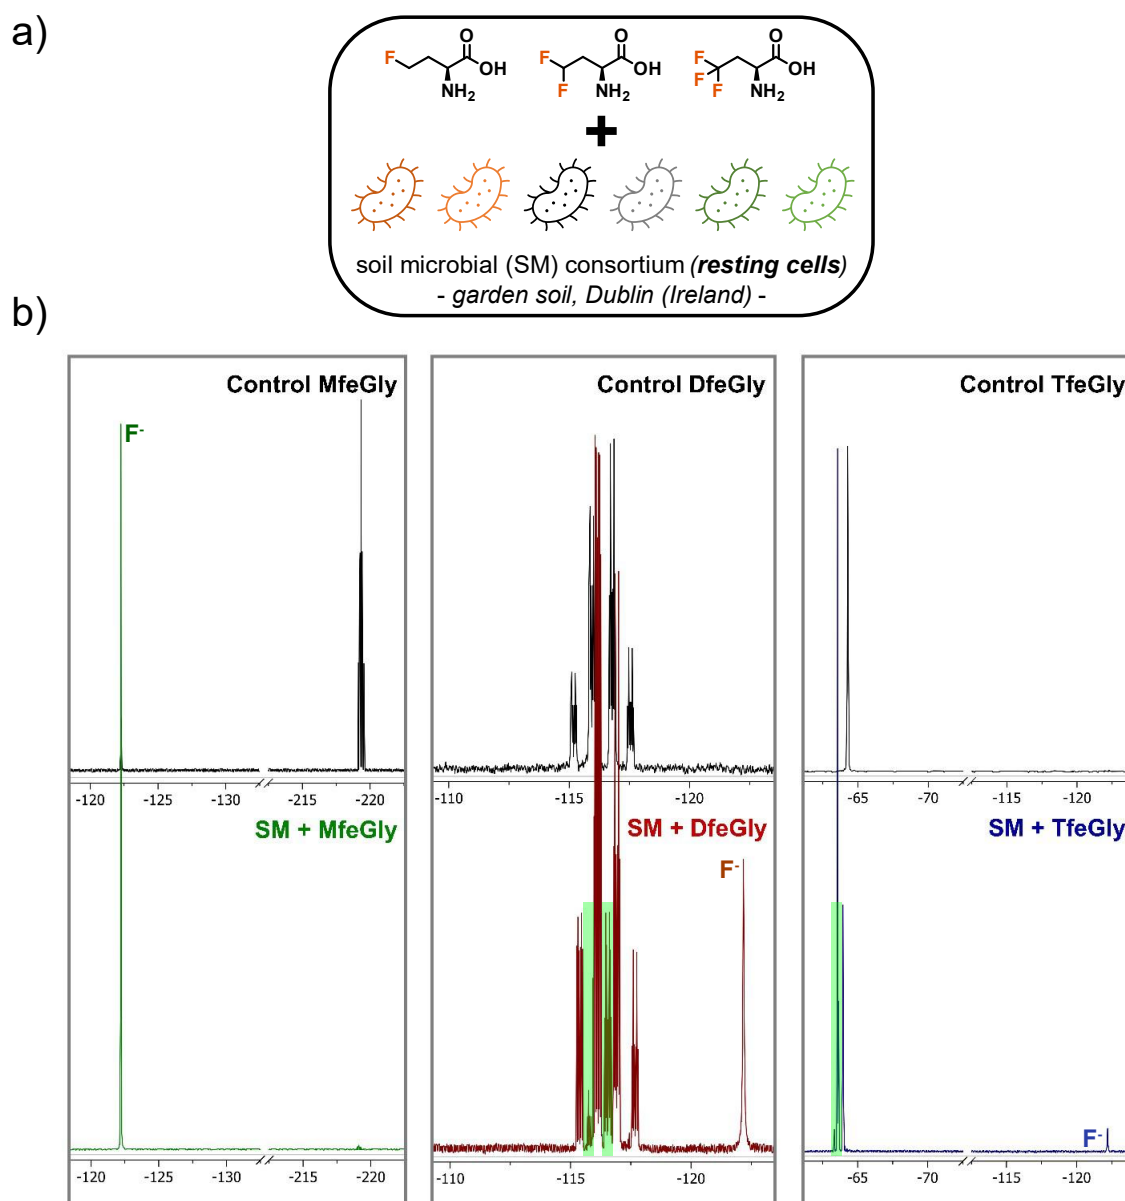 a)
F O OH NH2
F F O OH NH2
F F F O OH NH2
+
soil microbial (SM) consortium (resting cells)
- garden soil, Dublin (Ireland) -
b)
Control MfeGly
F-
-120 -125 -130 -215 -220
SM + MfeGly
-120 -125 -130 -215 -220
Control DfeGly
-110 -115 -120
SM + DfeGly
F-
-110 -115 -120
Control TfeGly
-65 -70 -115 -120
SM + TfeGly
F-
-65 -70 -115 -120